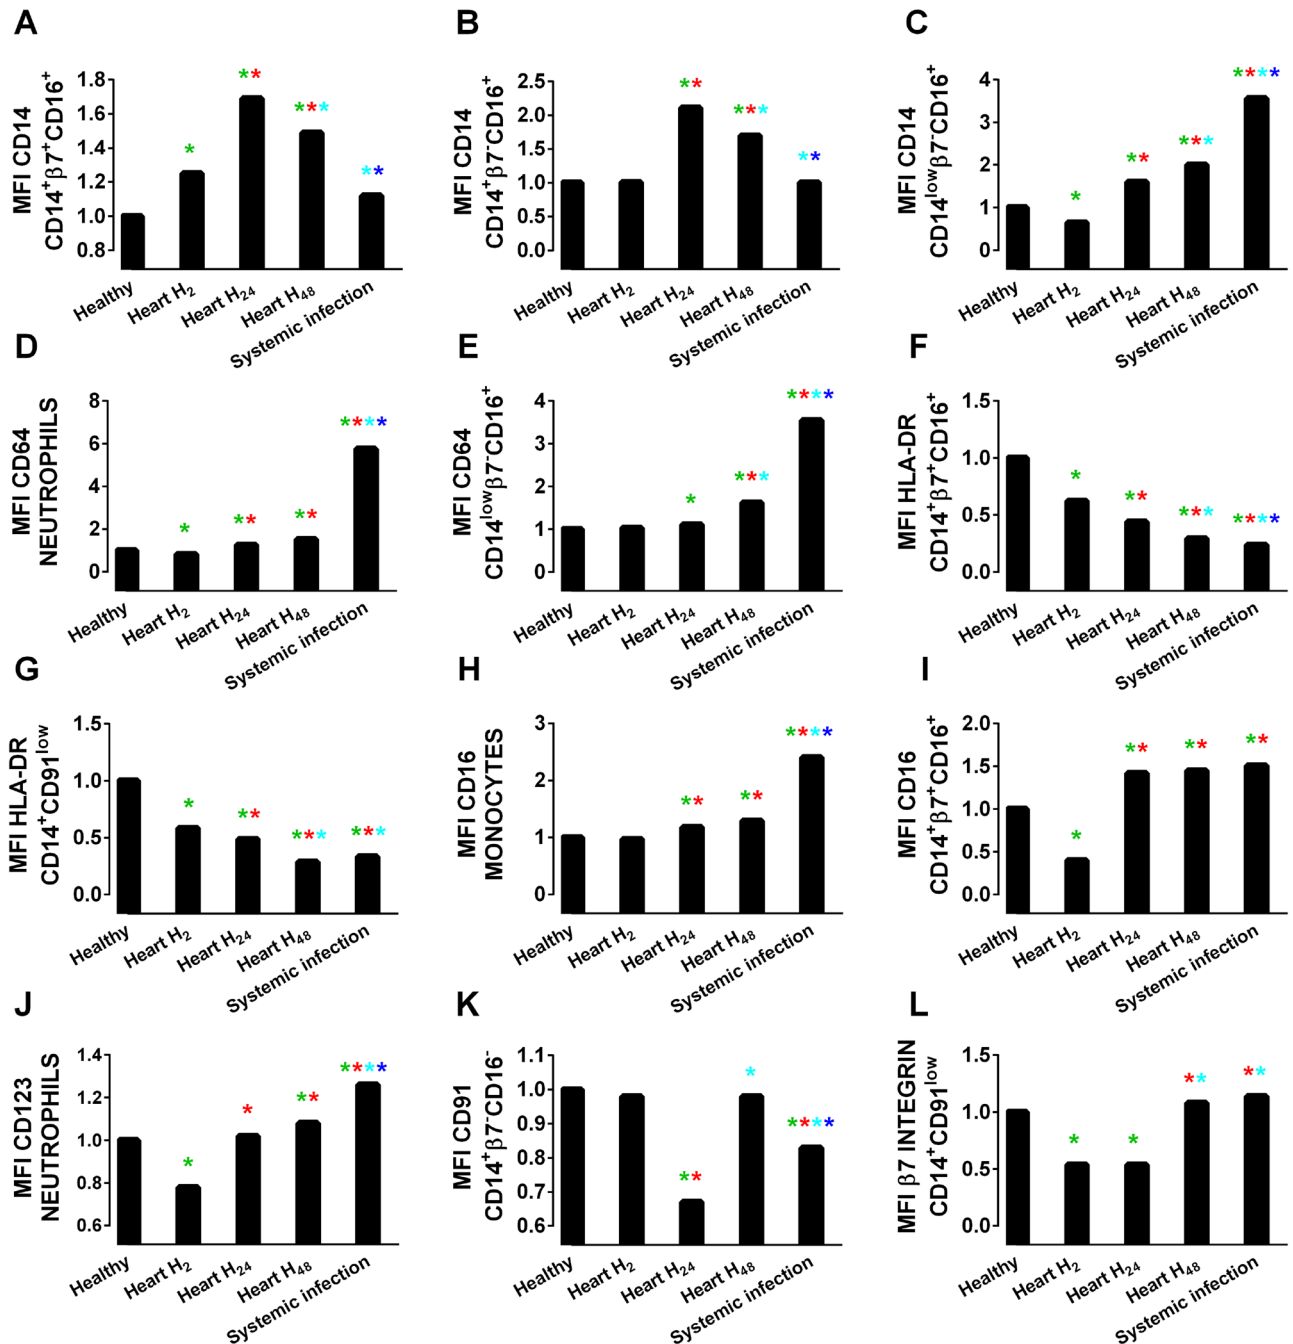 A
MFI CD14
CD14⁺β7⁺CD16⁺
1.8
1.6
1.4
1.2
1.0
0.8
*
**
***
**
Healthy
Heart H₂
Heart H₂₄
Heart H₄₈
Systemic infection
B
MFI CD14
CD14⁺β7⁻CD16⁺
2.5
2.0
1.5
1.0
0.5
0.0
**
***
**
Healthy
Heart H₂
Heart H₂₄
Heart H₄₈
Systemic infection
C
MFI CD14
CD14ˡᵒʷβ7⁻CD16⁺
4
3
2
1
0
*
**
***
****
Healthy
Heart H₂
Heart H₂₄
Heart H₄₈
Systemic infection
D
MFI CD64
NEUTROPHILS
8
6
4
2
0
*
**
**
****
Healthy
Heart H₂
Heart H₂₄
Heart H₄₈
Systemic infection
E
MFI CD64
CD14ˡᵒʷβ7⁻CD16⁺
4
3
2
1
0
*
***
****
Healthy
Heart H₂
Heart H₂₄
Heart H₄₈
Systemic infection
F
MFI HLA-DR
CD14⁺β7⁺CD16⁺
1.5
1.0
0.5
0.0
*
**
***
****
Healthy
Heart H₂
Heart H₂₄
Heart H₄₈
Systemic infection
G
MFI HLA-DR
CD14⁺CD91ˡᵒʷ
1.5
1.0
0.5
0.0
*
**
***
***
Healthy
Heart H₂
Heart H₂₄
Heart H₄₈
Systemic infection
H
MFI CD16
MONOCYTES
3
2
1
0
**
**
****
Healthy
Heart H₂
Heart H₂₄
Heart H₄₈
Systemic infection
I
MFI CD16
CD14⁺β7⁺CD16⁺
2.0
1.5
1.0
0.5
0.0
*
**
**
**
Healthy
Heart H₂
Heart H₂₄
Heart H₄₈
Systemic infection
J
MFI CD123
NEUTROPHILS
1.4
1.2
1.0
0.8
0.6
*
*
**
****
Healthy
Heart H₂
Heart H₂₄
Heart H₄₈
Systemic infection
K
MFI CD91
CD14⁺β7⁻CD16⁻
1.1
1.0
0.9
0.8
0.7
0.6
**
*
****
Healthy
Heart H₂
Heart H₂₄
Heart H₄₈
Systemic infection
L
MFI β7 INTEGRIN
CD14⁺CD91ˡᵒʷ
1.5
1.0
0.5
0.0
*
*
**
**
Healthy
Heart H₂
Heart H₂₄
Heart H₄₈
Systemic infection